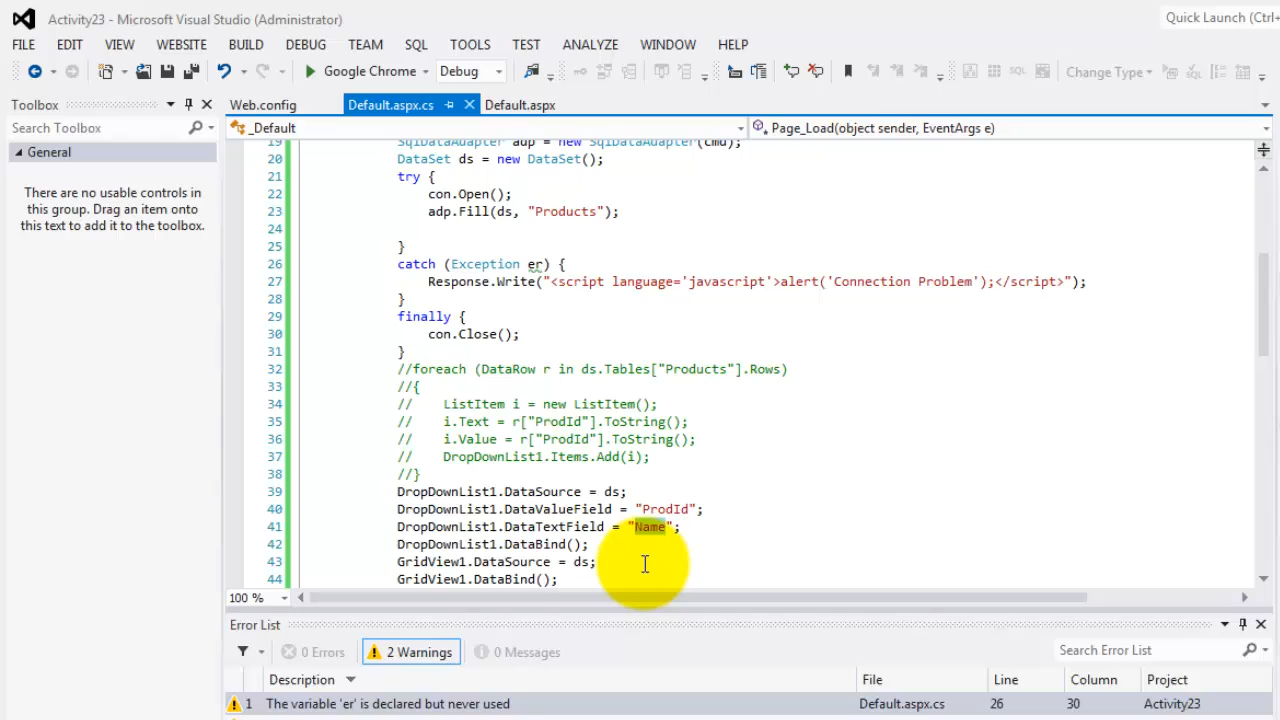 Activity23 - Microsoft Visual Studio (Administrator)
Quick Launch (Ctrl+
FILE EDIT VIEW WEBSITE BUILD DEBUG TEAM SQL TOOLS TEST ANALYZE WINDOW HELP
Google Chrome Debug Change Type
Toolbox
Web.config Default.aspx.cs Default.aspx
Search Toolbox
_Default Page_Load(object sender, EventArgs e)
General
There are no usable controls in
this group. Drag an item onto
this text to add it to the toolbox.
19 SqlDataAdapter adp = new SqlDataAdapter(cmd);
20 DataSet ds = new DataSet();
21 try {
22 con.Open();
23 adp.Fill(ds, "Products");
24
25 }
26 catch (Exception er) {
27 Response.Write("<script language='javascript'>alert('Connection Problem');</script>");
28 }
29 finally {
30 con.Close();
31 }
32 //foreach (DataRow r in ds.Tables["Products"].Rows)
33 //{
34 // ListItem i = new ListItem();
35 // i.Text = r["ProdId"].ToString();
36 // i.Value = r["ProdId"].ToString();
37 // DropDownList1.Items.Add(i);
38 //}
39 DropDownList1.DataSource = ds;
40 DropDownList1.DataValueField = "ProdId";
41 DropDownList1.DataTextField = "Name";
42 DropDownList1.DataBind();
43 GridView1.DataSource = ds;
44 GridView1.DataBind();
100 %
Error List
0 Errors 2 Warnings 0 Messages
Search Error List
Description File Line Column Project
1 The variable 'er' is declared but never used Default.aspx.cs 26 30 Activity23